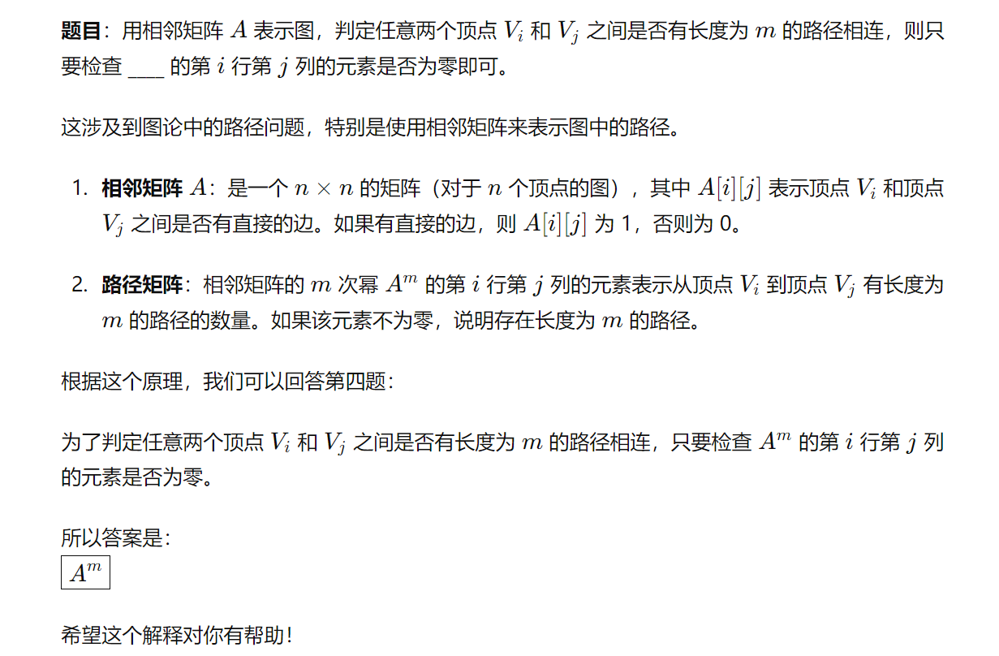 题目：用相邻矩阵 A 表示图，判定任意两个顶点 V_i 和 V_j 之间是否有长度为 m 的路径相连，则只
要检查 ____ 的第 i 行第 j 列的元素是否为零即可。
这涉及到图论中的路径问题，特别是使用相邻矩阵来表示图中的路径。
1. 相邻矩阵 A：是一个 n × n 的矩阵（对于 n 个顶点的图），其中 A[i][j] 表示顶点 V_i 和顶点
V_j 之间是否有直接的边。如果有直接的边，则 A[i][j] 为 1，否则为 0。
2. 路径矩阵：相邻矩阵的 m 次幂 A^m 的第 i 行第 j 列的元素表示从顶点 V_i 到顶点 V_j 有长度为
m 的路径的数量。如果该元素不为零，说明存在长度为 m 的路径。
根据这个原理，我们可以回答第四题：
为了判定任意两个顶点 V_i 和 V_j 之间是否有长度为 m 的路径相连，只要检查 A^m 的第 i 行第 j 列
的元素是否为零。
所以答案是：
A^m
希望这个解释对你有帮助！